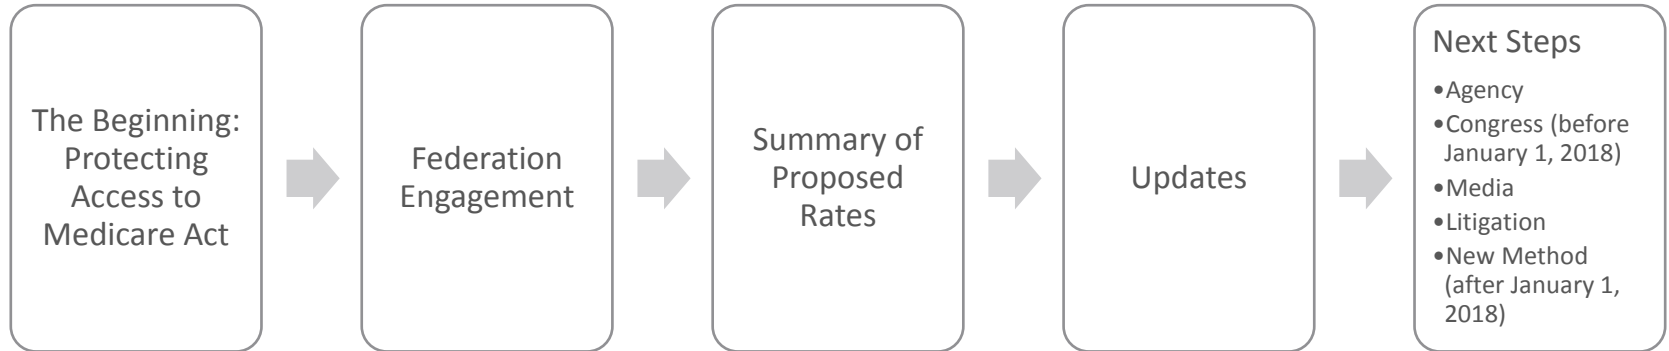 The Beginning:
Protecting
Access to
Medicare Act
Federation
Engagement
Summary of
Proposed
Rates
Updates
Next Steps
•Agency
•Congress (before
January 1, 2018)
•Media
•Litigation
•New Method
(after January 1,
2018)